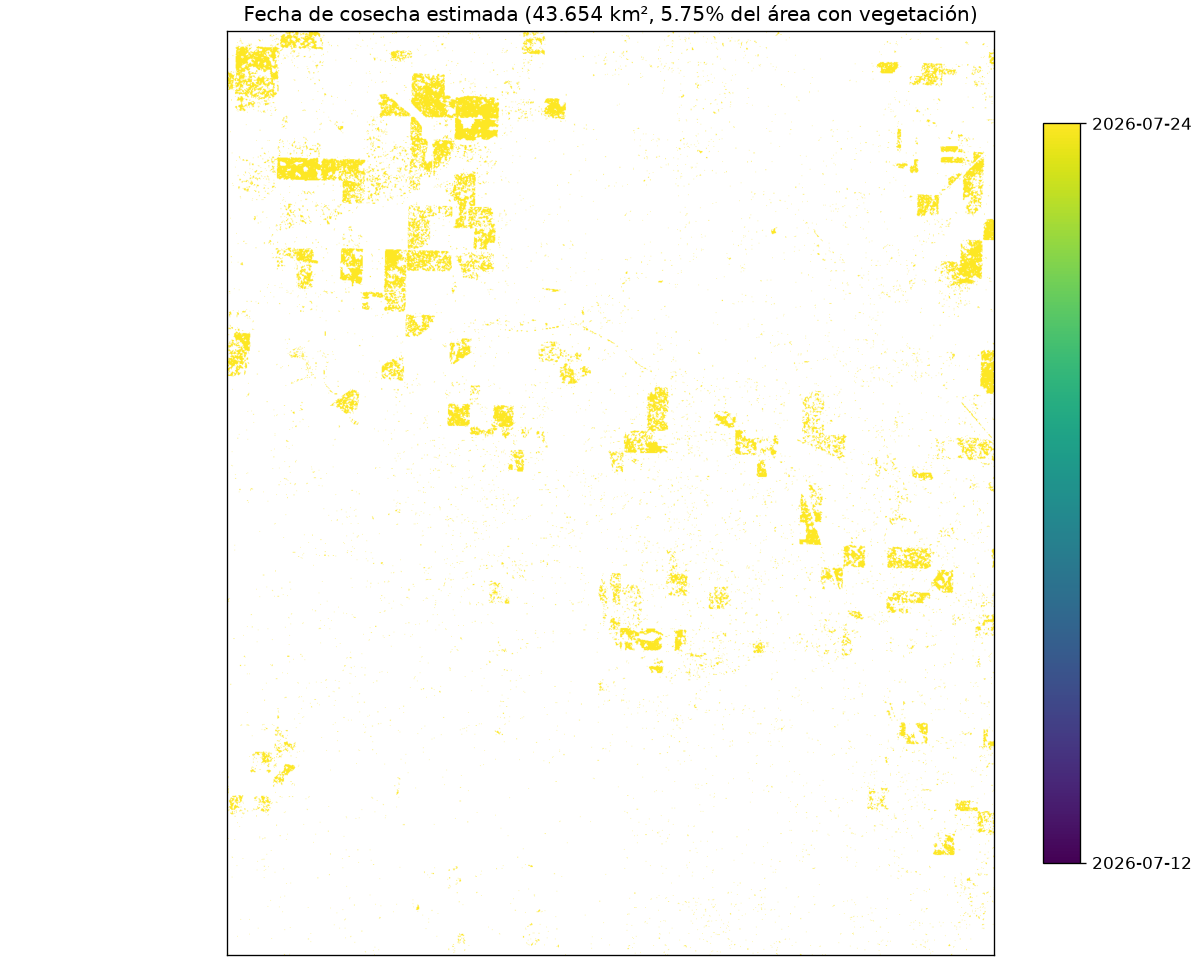 Fecha de cosecha estimada (43.654 km², 5.75% del área con vegetación)
2026-07-24
2026-07-12